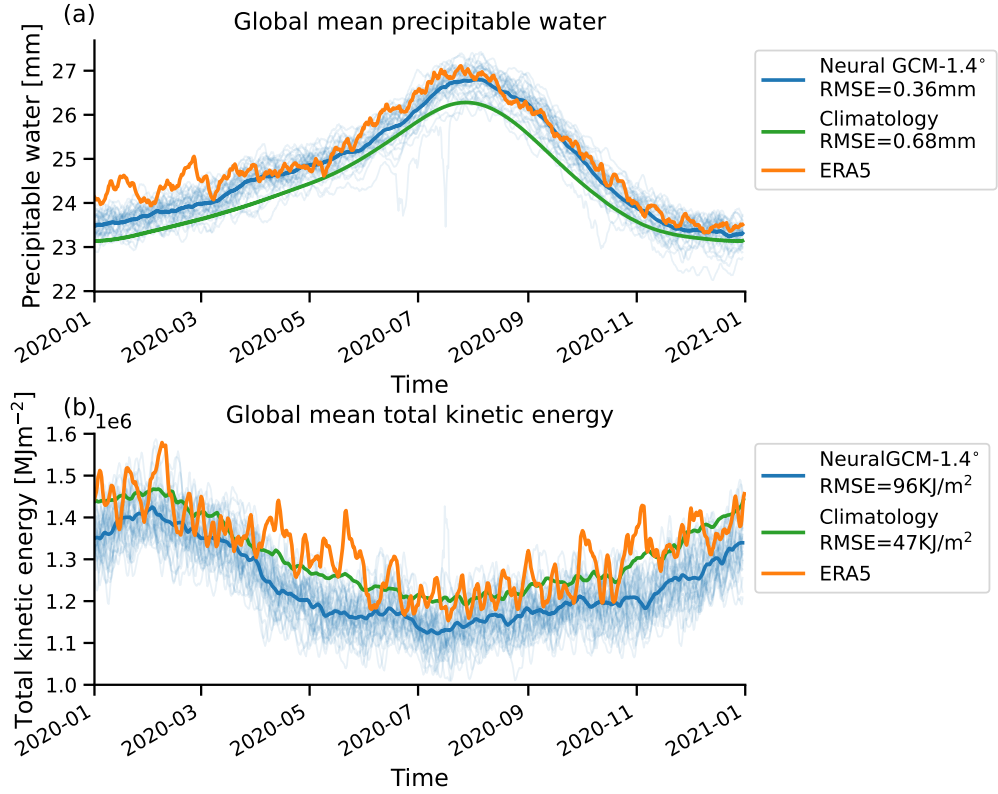 (a)
Global mean precipitable water
Precipitable water [mm]
27
26
25
24
23
22
2020-01
2020-03
2020-05
2020-07
2020-09
2020-11
2021-01
Time
Neural GCM-1.4°
RMSE=0.36mm
Climatology
RMSE=0.68mm
ERA5
(b)
1e6
Global mean total kinetic energy
Total kinetic energy [MJm⁻²]
1.6
1.5
1.4
1.3
1.2
1.1
1.0
2020-01
2020-03
2020-05
2020-07
2020-09
2020-11
2021-01
Time
NeuralGCM-1.4°
RMSE=96KJ/m²
Climatology
RMSE=47KJ/m²
ERA5